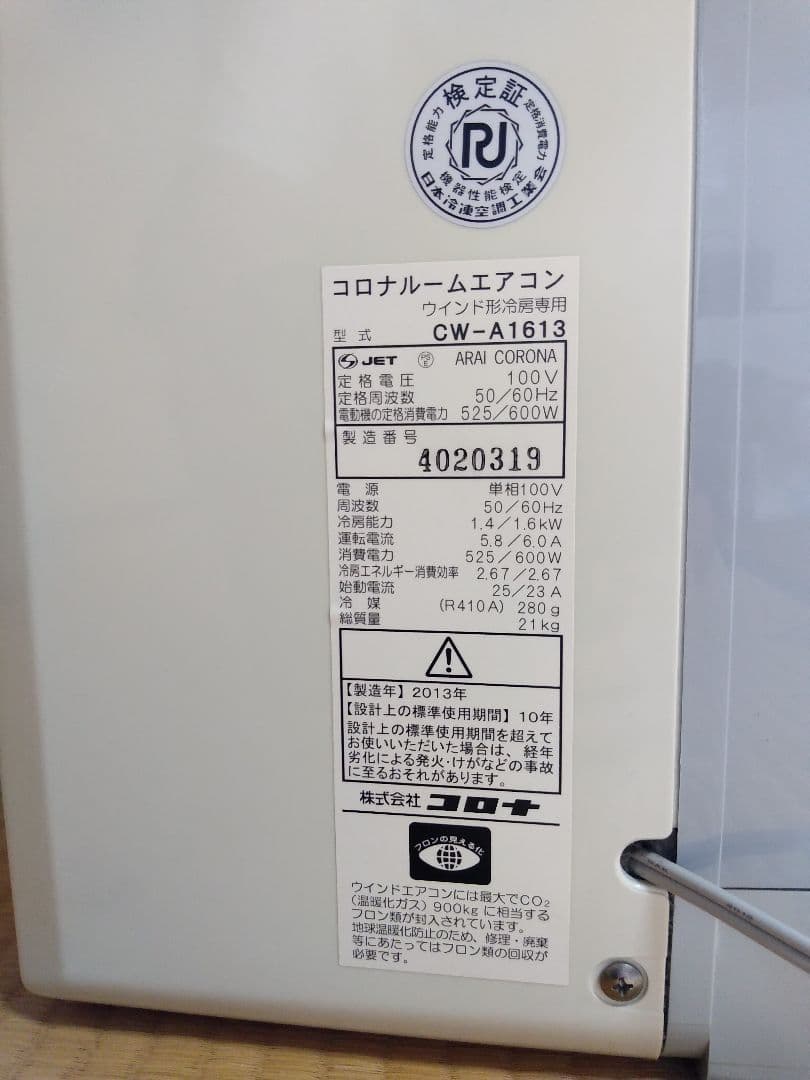 検定証
定格能力
定格消費電力
RJ
機器性能検定
日本冷凍空調工業会
コロナルームエアコン
ウインド形冷房専用
型式 CW-A1613
JET PSE ARAI CORONA
定格電圧 100V
定格周波数 50/60Hz
電動機の定格消費電力 525/600W
製造番号
4020319
電源 単相100V
周波数 50/60Hz
冷房能力 1.4/1.6kW
運転電流 5.8/6.0A
消費電力 525/600W
冷房エネルギー消費効率 2.67/2.67
始動電流 25/23A
冷媒 (R410A) 280g
総質量 21kg
【製造年】2013年
【設計上の標準使用期間】10年
設計上の標準使用期間を超えて
お使いいただいた場合は、経年
劣化による発火・けがなどの事故
に至るおそれがあります。
株式会社 コロナ
フロンの見える化
ウインドエアコンには最大でCO₂
(温暖化ガス) 900kgに相当する
フロン類が封入されています。
地球温暖化防止のため、修理・廃棄
等にあたってはフロン類の回収が
必要です。